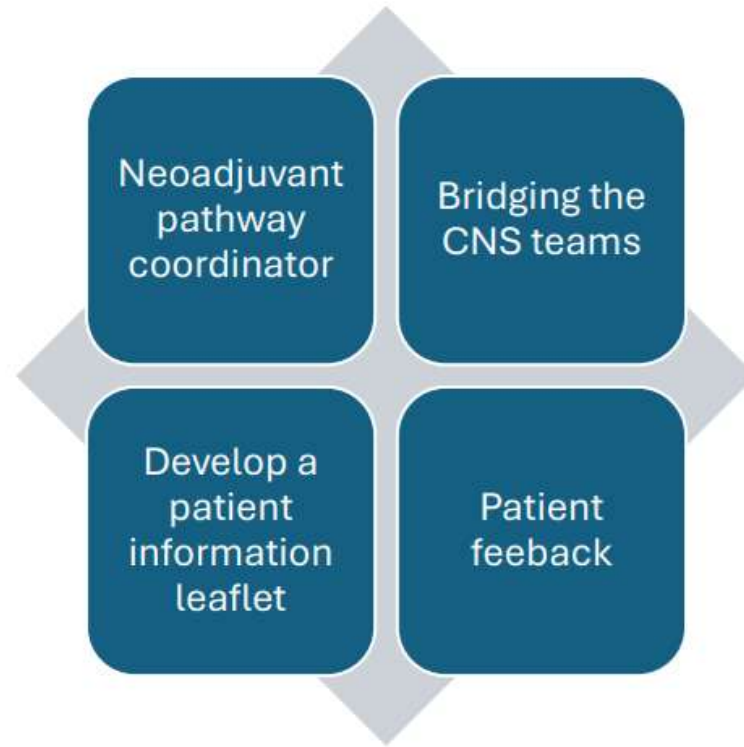 Neoadjuvant
pathway
coordinator
Bridging the
CNS teams
Develop a
patient
information
leaflet
Patient
feeback